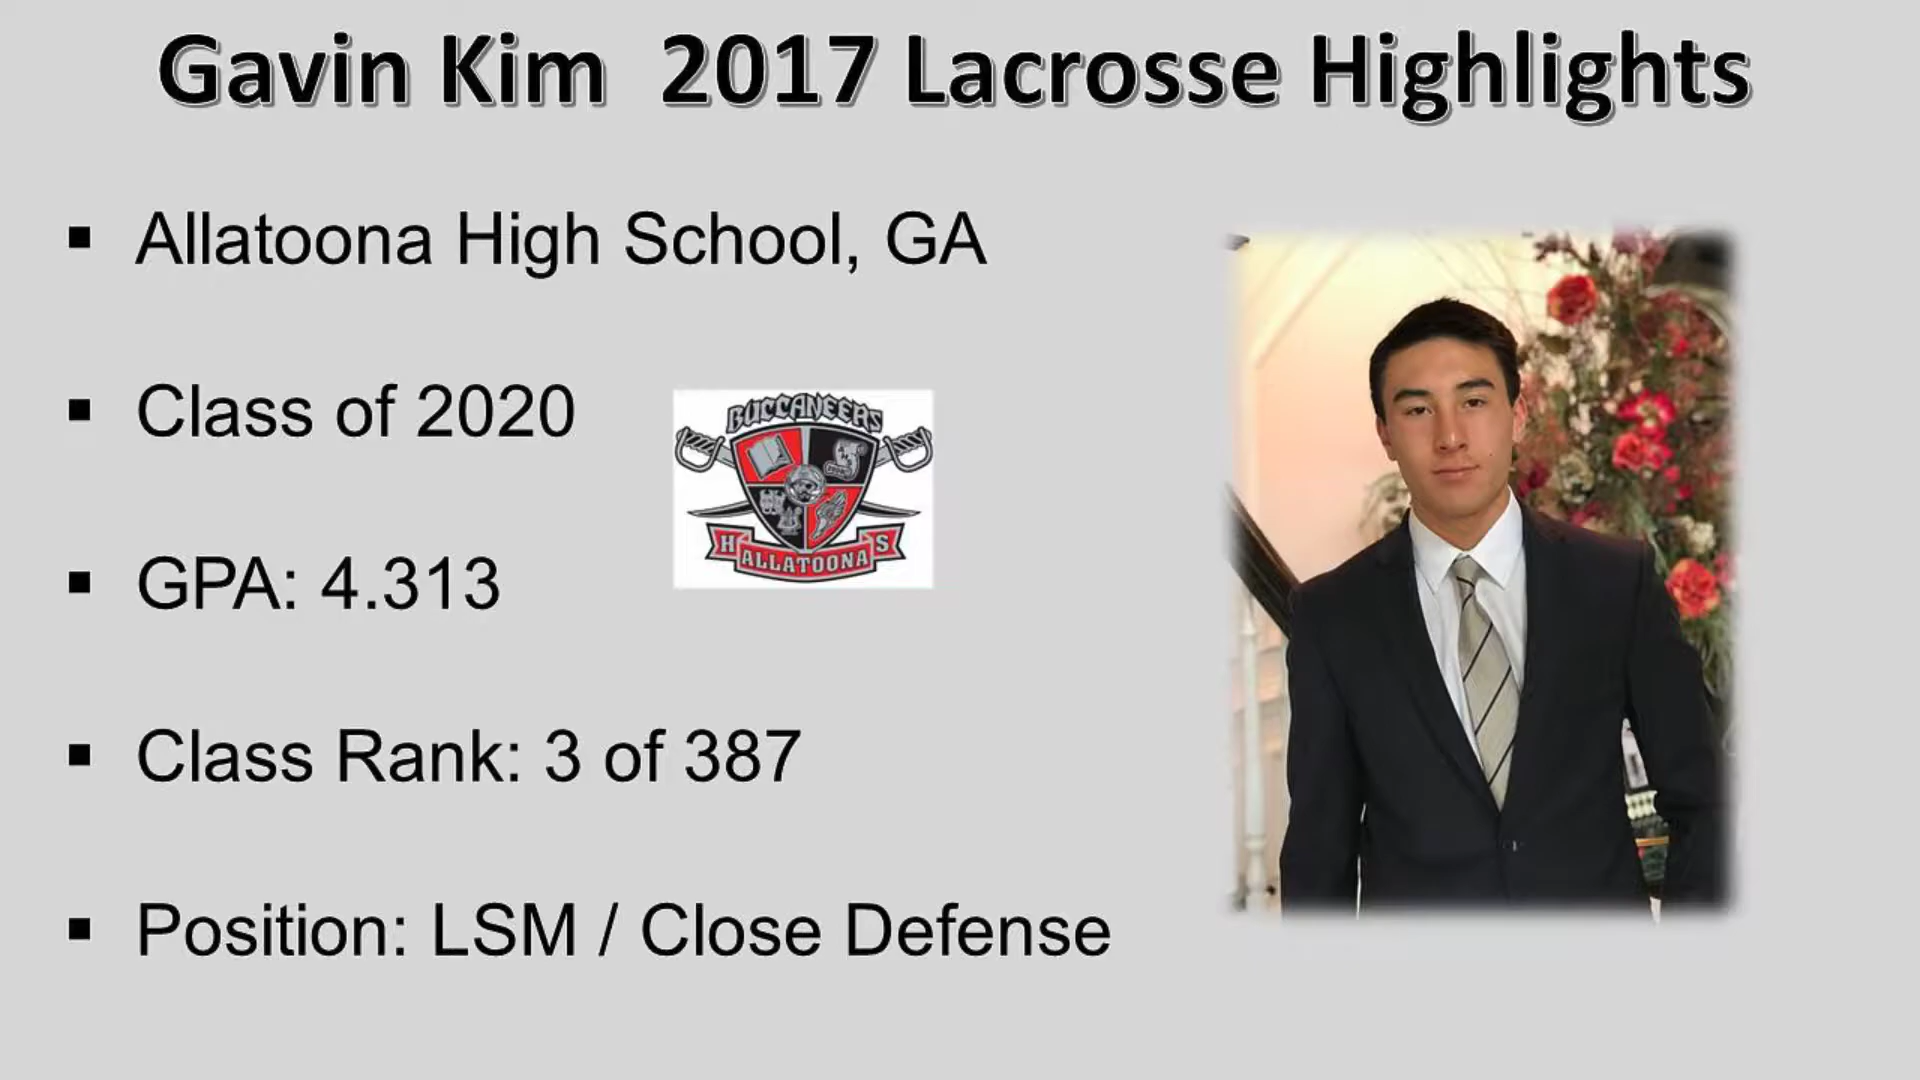 Gavin Kim 2017 Lacrosse Highlights
Allatoona High School, GA
Class of 2020
BUCCANEERS
H ALLATOONA S
GPA: 4.313
Class Rank: 3 of 387
Position: LSM / Close Defense